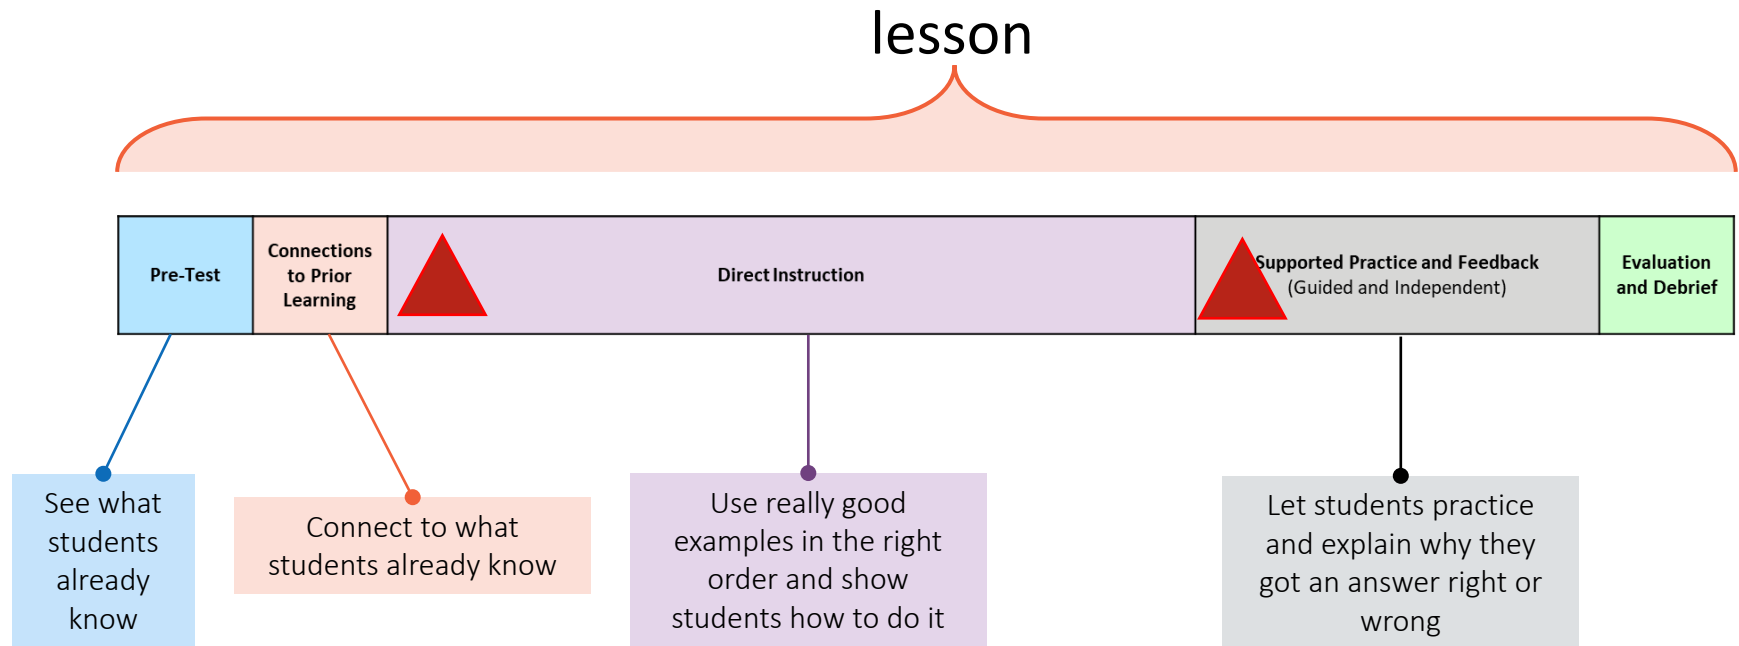 lesson
Pre-Test
Connections
to Prior
Learning
Direct Instruction
Supported Practice and Feedback
(Guided and Independent)
Evaluation
and Debrief
See what
students
already
know
Connect to what
students already know
Use really good
examples in the right
order and show
students how to do it
Let students practice
and explain why they
got an answer right or
wrong